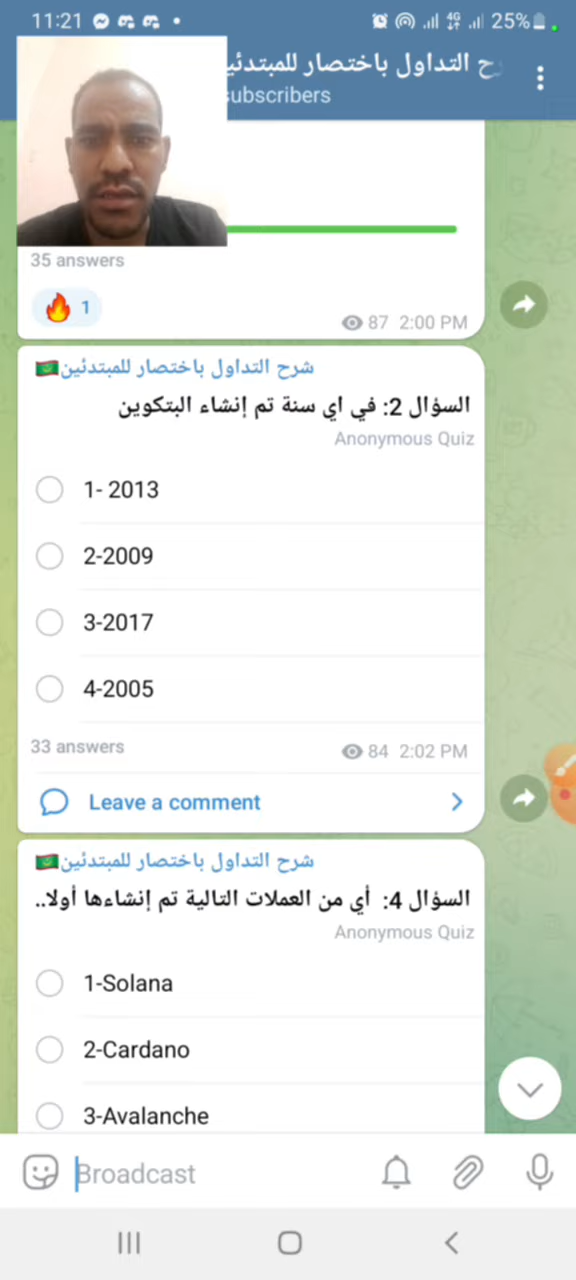 11:21
4G
25%
شرح التداول باختصار للمبتدئي
subscribers
35 answers
1
87 2:00 PM
شرح التداول باختصار للمبتدئين
السؤال 2: في اي سنة تم إنشاء البتكوين
Anonymous Quiz
1- 2013
2-2009
3-2017
4-2005
33 answers
84 2:02 PM
Leave a comment
شرح التداول باختصار للمبتدئين
السؤال 4: أي من العملات التالية تم إنشاءها أولا..
Anonymous Quiz
1-Solana
2-Cardano
3-Avalanche
Broadcast